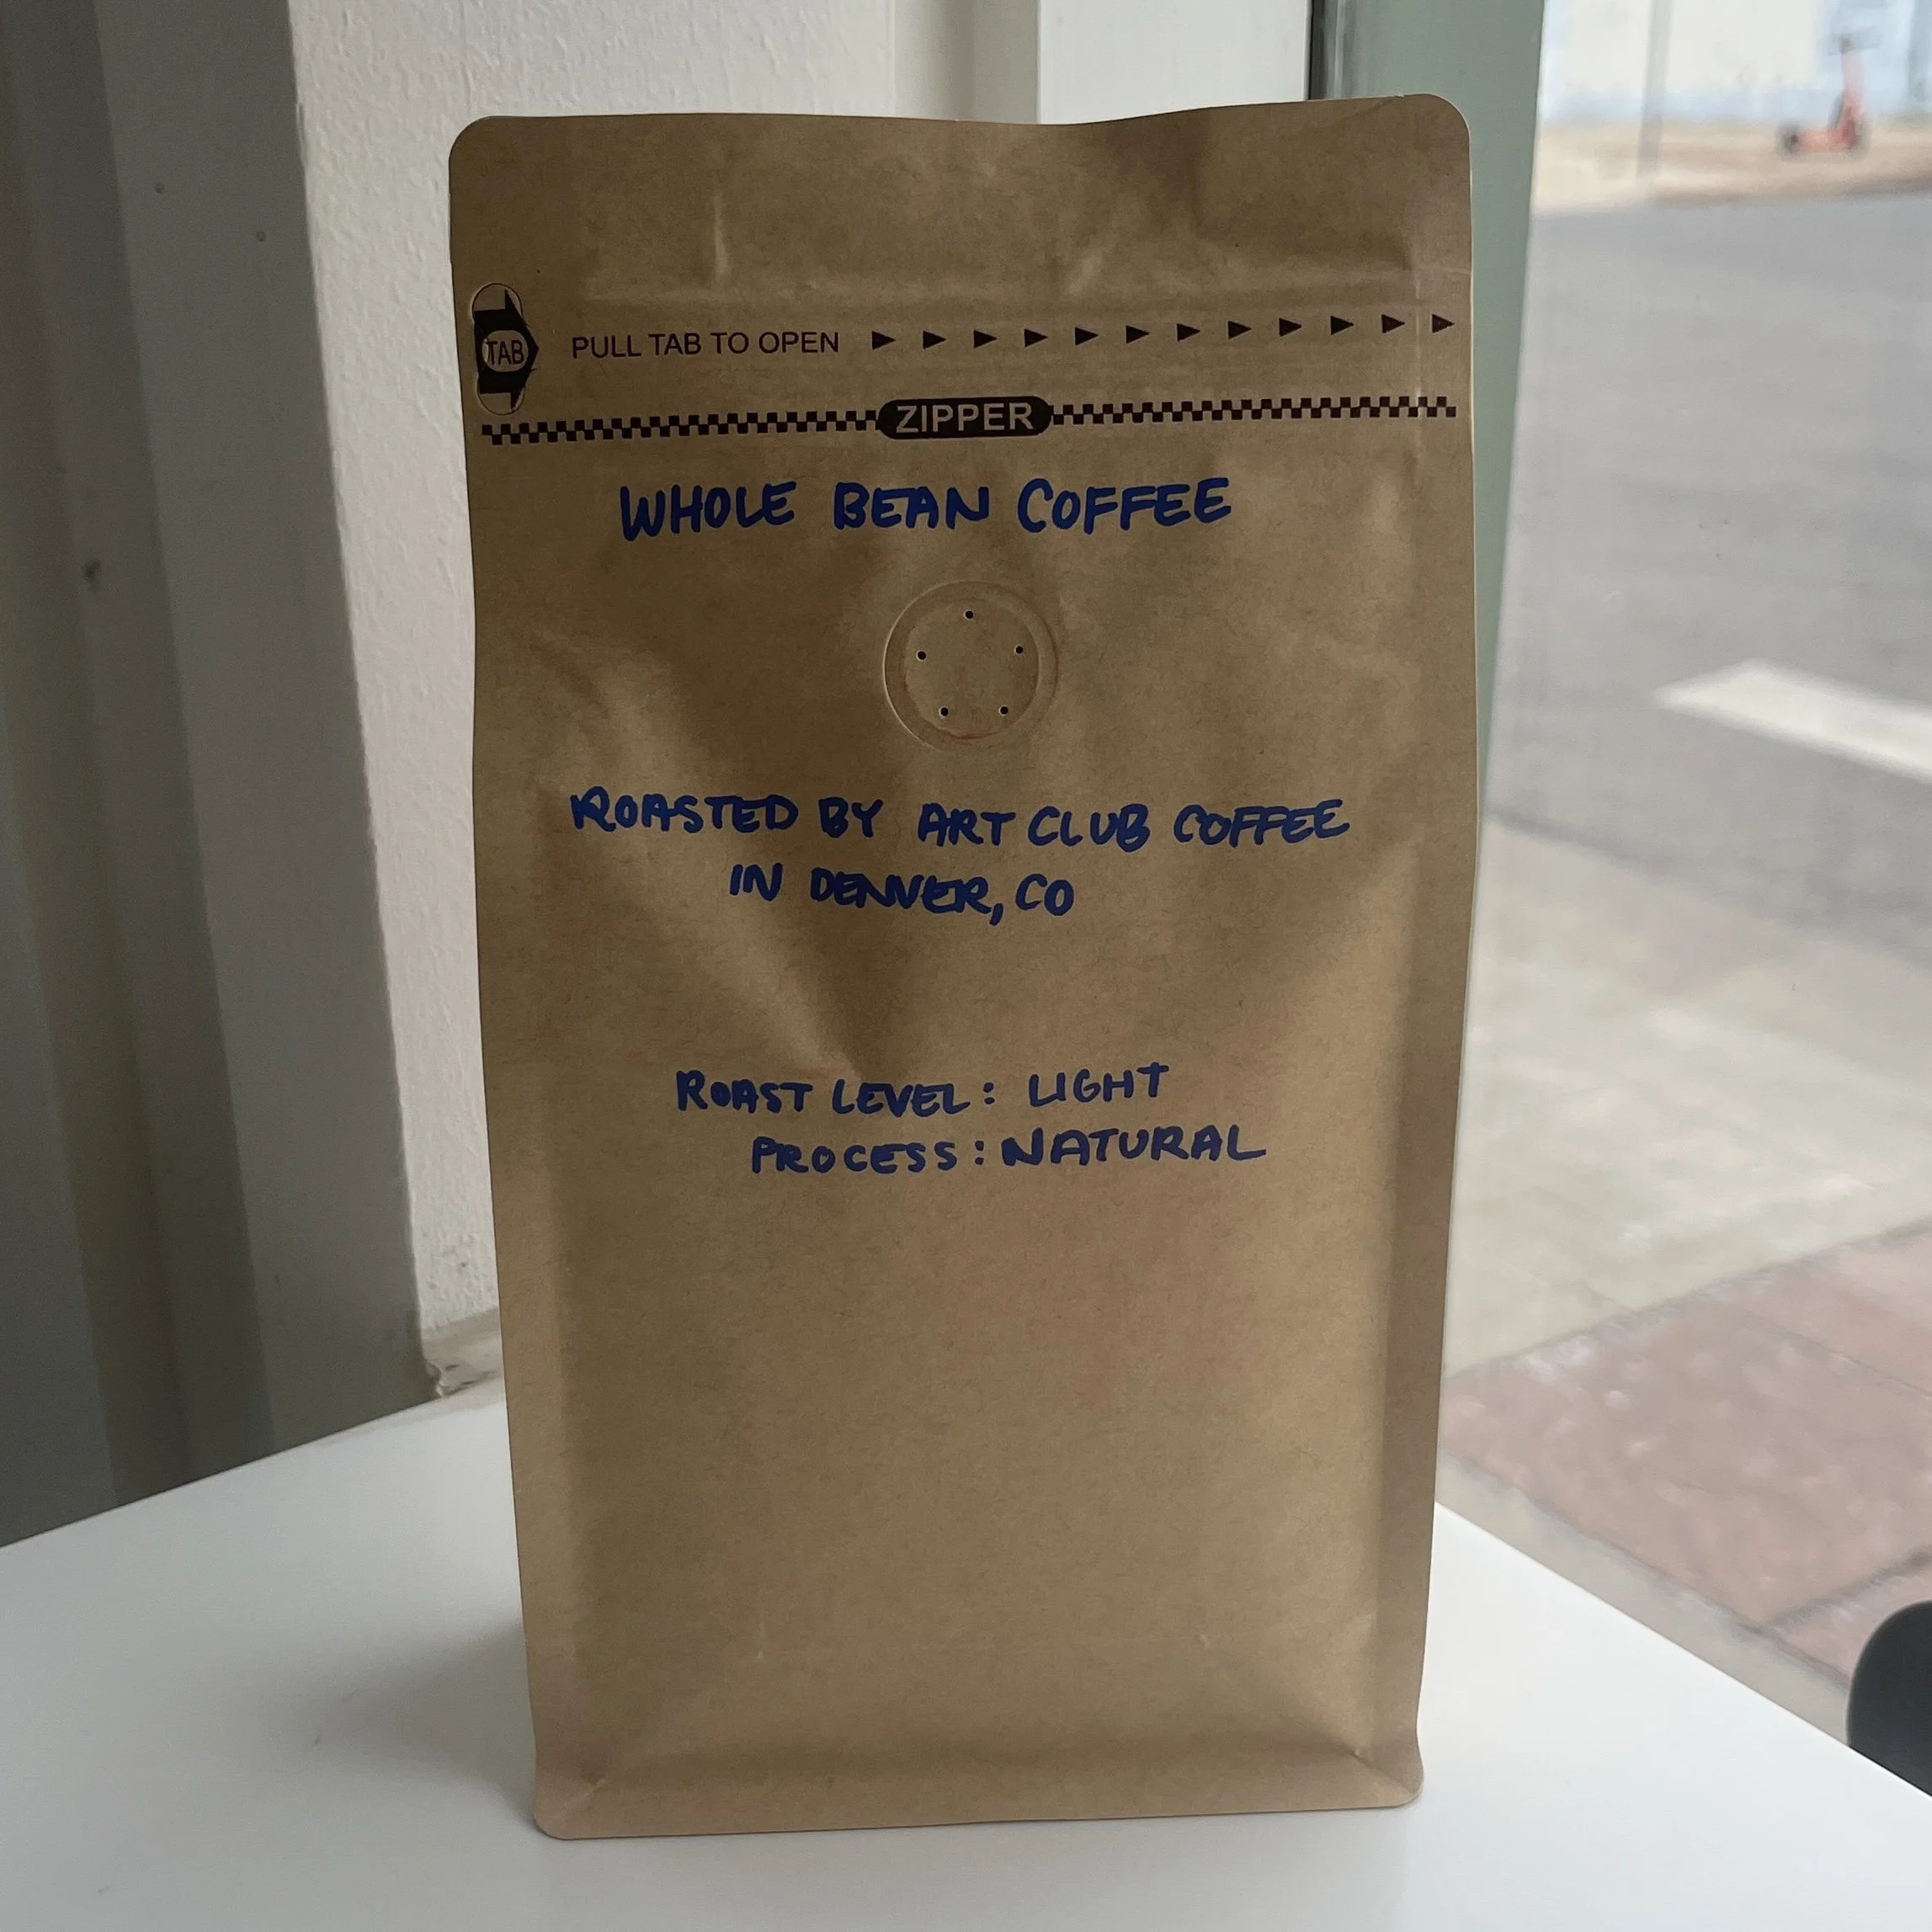 TAB
PULL TAB TO OPEN
ZIPPER
WHOLE BEAN COFFEE
ROASTED BY ART CLUB COFFEE
IN DENVER, CO
ROAST LEVEL: LIGHT
PROCESS: NATURAL